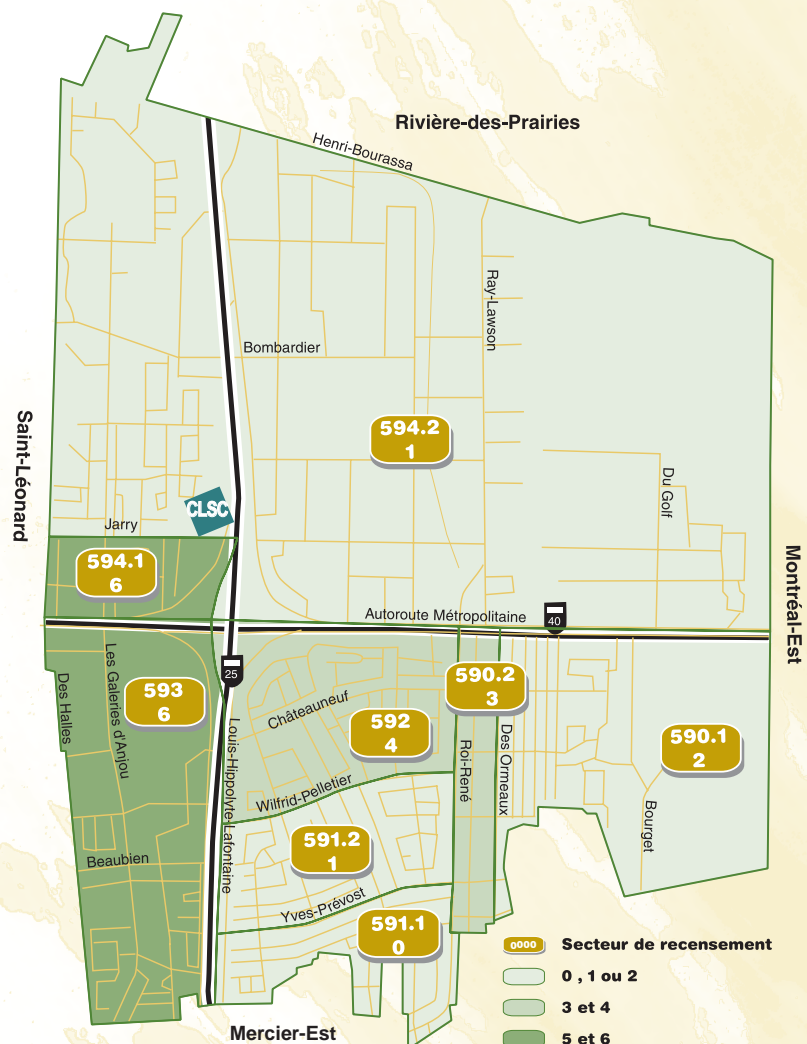 Rivière-des-Prairies
Henri-Bourassa
Ray-Lawson
Bombardier
594.2
1
Saint-Léonard
Du Golf
CLSC
Jarry
594.1
6
Montréal-Est
Autoroute Métropolitaine
40
25
593
6
Les Galeries d'Anjou
Des Halles
Châteauneuf
592
4
590.2
3
590.1
2
Louis-Hippolyte-Lafontaine
Roi-René
Des Ormeaux
Wilfrid-Pelletier
Bourget
591.2
1
Beaubien
Yves-Prévost
591.1
0
0000 Secteur de recensement
0 , 1 ou 2
3 et 4
5 et 6
Mercier-Est